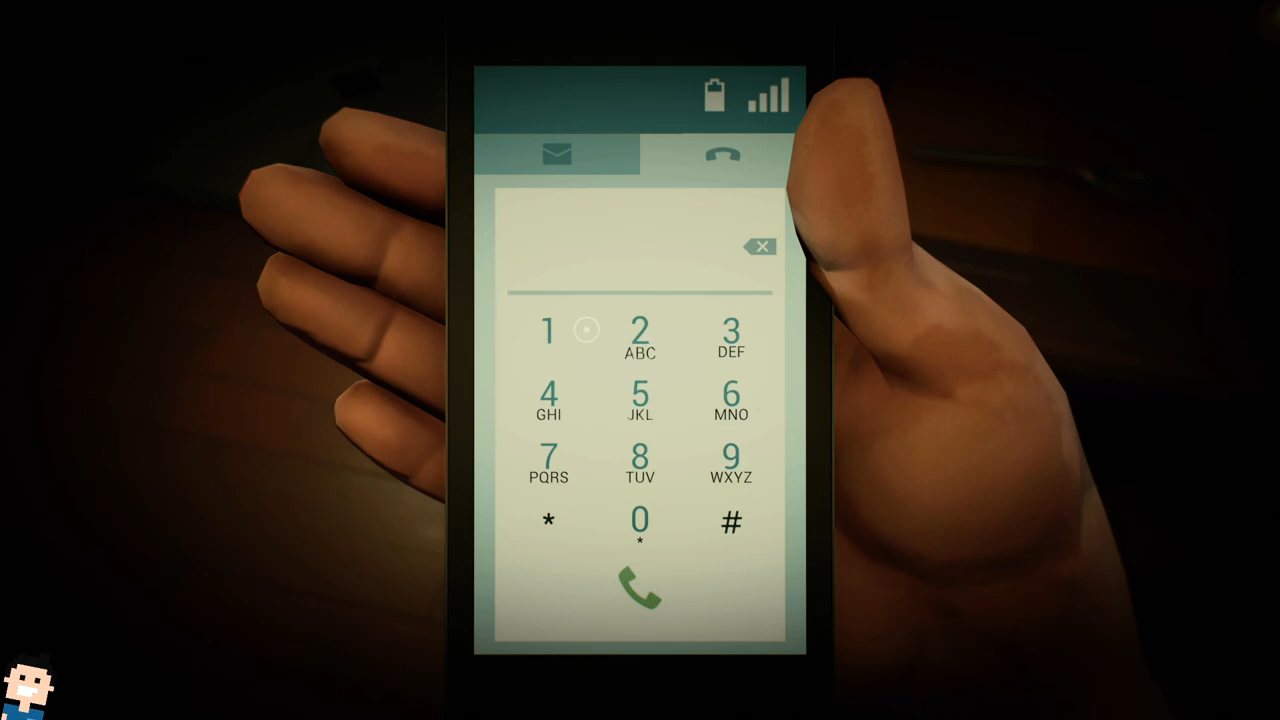 1 2 3
ABC DEF
4 5 6
GHI JKL MNO
7 8 9
PQRS TUV WXYZ
* 0 #
*